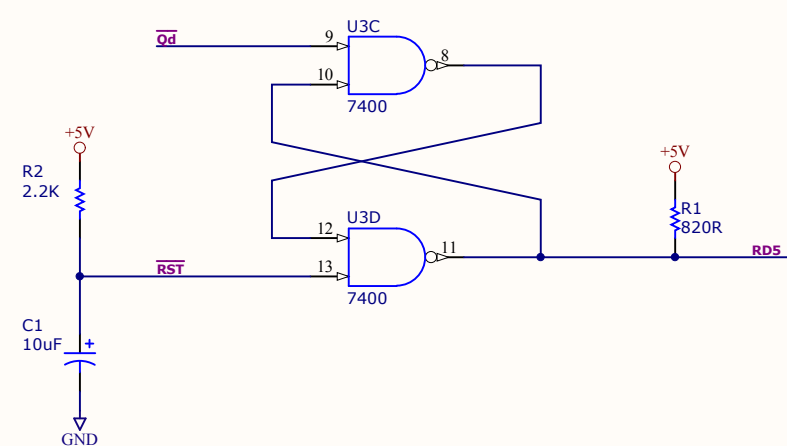 U3C
Qd
9
8
10
7400
+5V
+5V
R2
2.2K
U3D
12
R1
820R
11
RD5
RST
13
7400
C1
+
10uF
GND